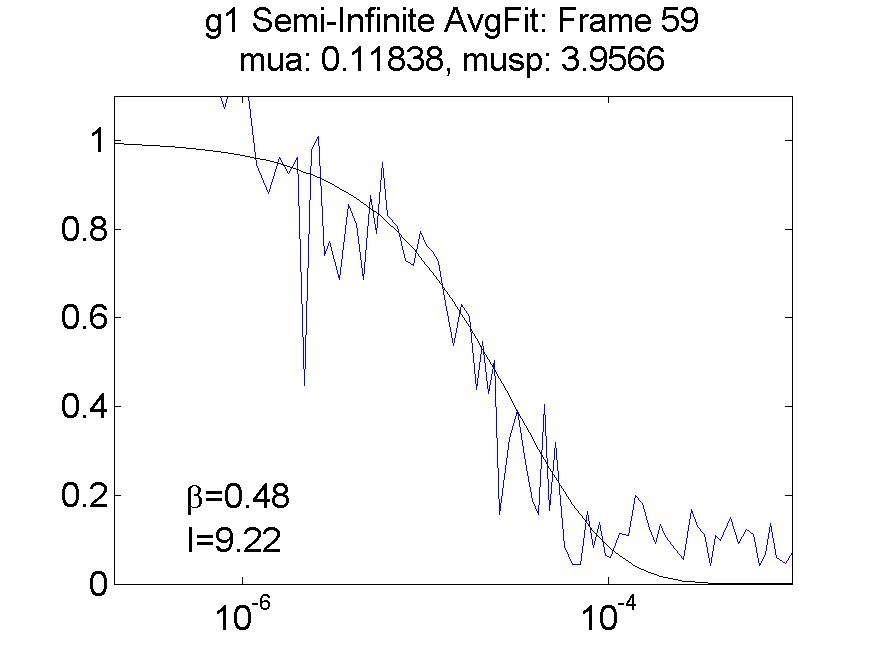 g1 Semi-Infinite AvgFit: Frame 59
mua: 0.11838, musp: 3.9566
1
0.8
0.6
0.4
0.2
0
β=0.48
I=9.22
10^-6
10^-4